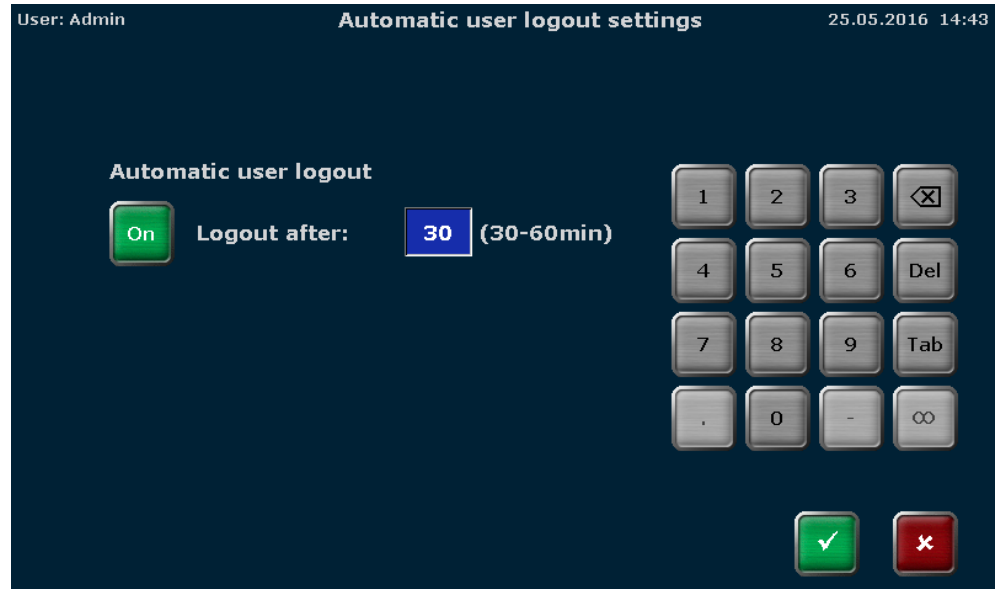 User: Admin Automatic user logout settings 25.05.2016 14:43
Automatic user logout
On Logout after: 30 (30-60min)
1 2 3
4 5 6 Del
7 8 9 Tab
. 0 - ∞